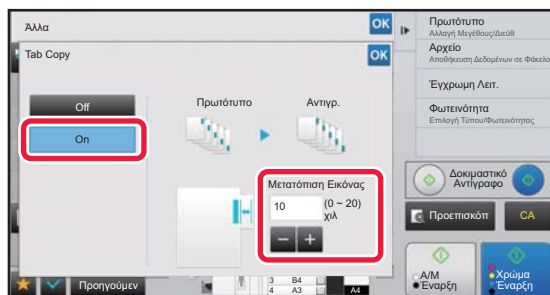 Άλλα
OK
Tab Copy
OK
Off
On
Πρωτότυπο
Αντιγρ.
Μετατόπιση Εικόνας
10
(0 ~ 20)
χιλ
Προηγούμεν
3 B4
4 A3
A4
Πρωτότυπο
Αλλαγή Μεγέθους/Διεύθ
Αρχείο
Αποθήκευση Δεδομένων σε Φάκελο
Έγχρωμη Λειτ.
Φωτεινότητα
Επιλογή Τύπου/Φωτεινότητας
Δοκιμαστικό
Αντίγραφο
Προεπισκόπ
CA
Α/Μ
Έναρξη
Χρώμα
Έναρξη